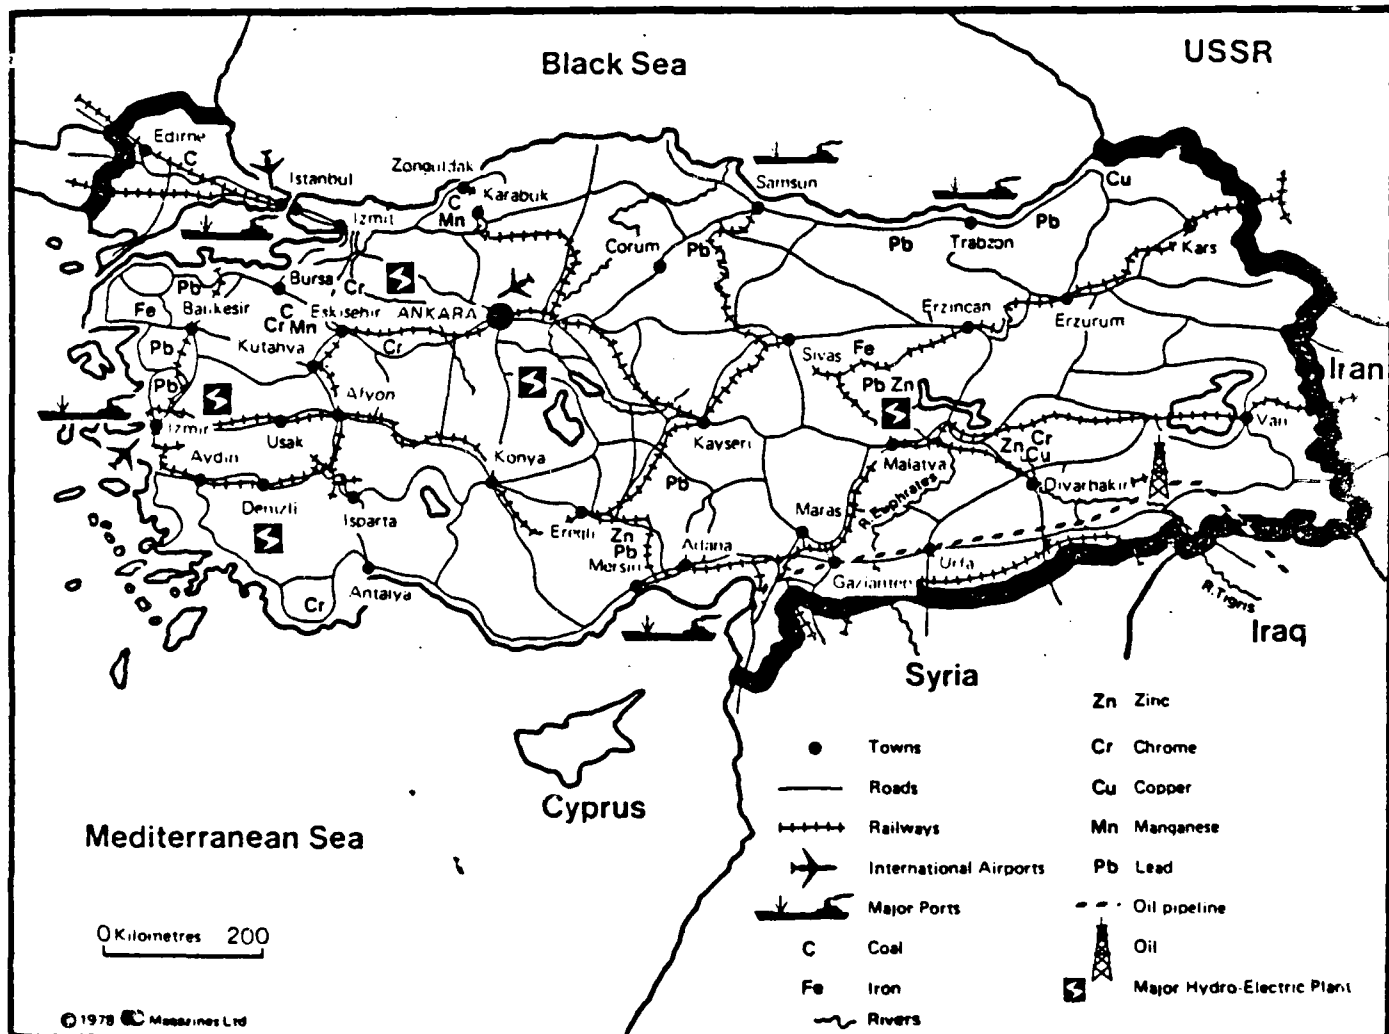 Black Sea
USSR
Edirne
C
Istanbul
Zonguldak
C
Karabuk
Mn
Izmit
Samsun
Cu
Corum
Pb
Pb
Trabzon
Pb
Kars
Bursa
Cr
Pb
Fe
Balikesir
C
Cr
Mn
Eskisehir
ANKARA
Erzincan
Erzurum
Kutahya
Cr
Sivas
Fe
Pb
Pb
Zn
Iran
Pb
Afyon
Izmir
Usak
Kayseri
Van
Aydin
Konya
Malatya
Zn
Cr
Cu
Pb
Diyarbakir
Denizli
Isparta
Maras
R. Euphrates
Eregli
Zn
Pb
Adana
Mersin
Gaziantep
Urfa
Antalya
Cr
R. Tigris
Iraq
Syria
Cyprus
Mediterranean Sea
Towns
Roads
Railways
International Airports
Major Ports
C Coal
Fe Iron
Rivers
Zn Zinc
Cr Chrome
Cu Copper
Mn Manganese
Pb Lead
Oil pipeline
Oil
Major Hydro-Electric Plant
0 Kilometres 200
© 1978 Magazines Ltd